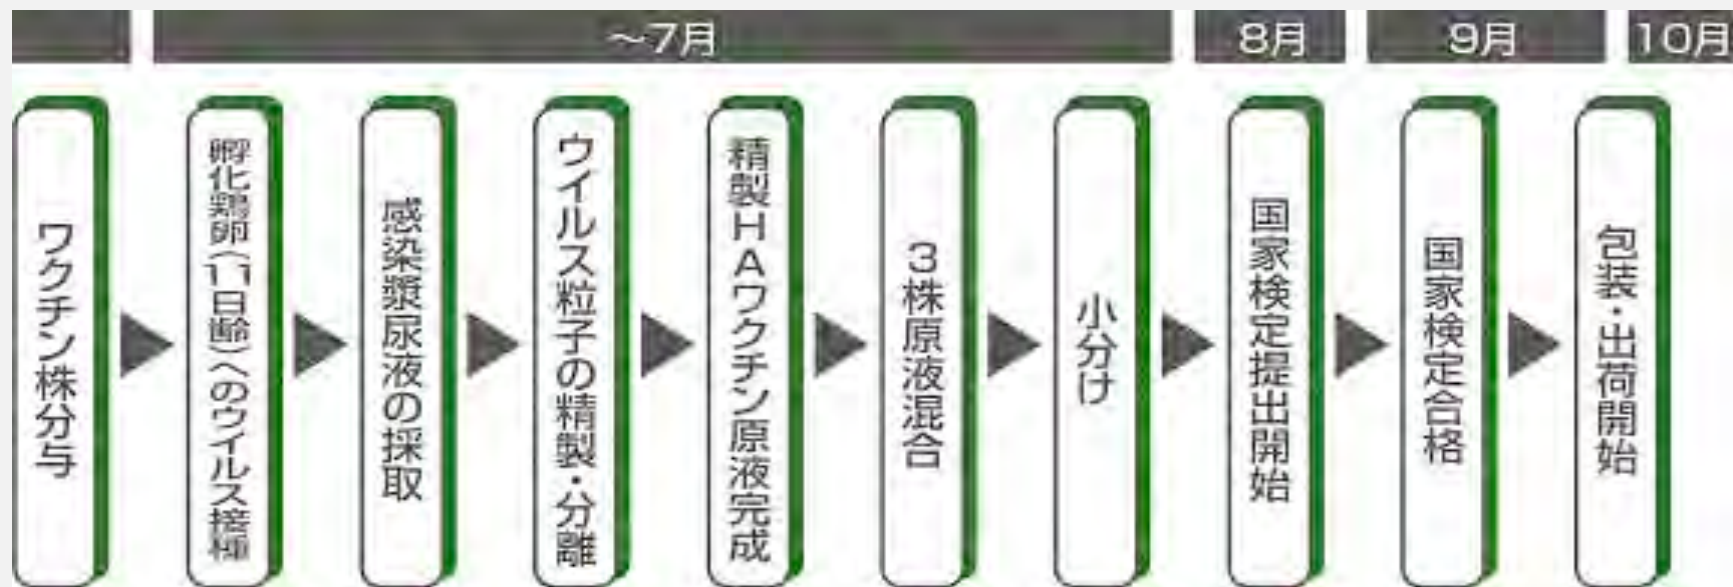 ～7月
8月
9月
10月
ワクチン株分与
孵化鶏卵（11日齢）へのウイルス接種
感染漿尿液の採取
ウイルス粒子の精製・分離
精製HAワクチン原液完成
3株原液混合
小分け
国家検定提出開始
国家検定合格
包装・出荷開始